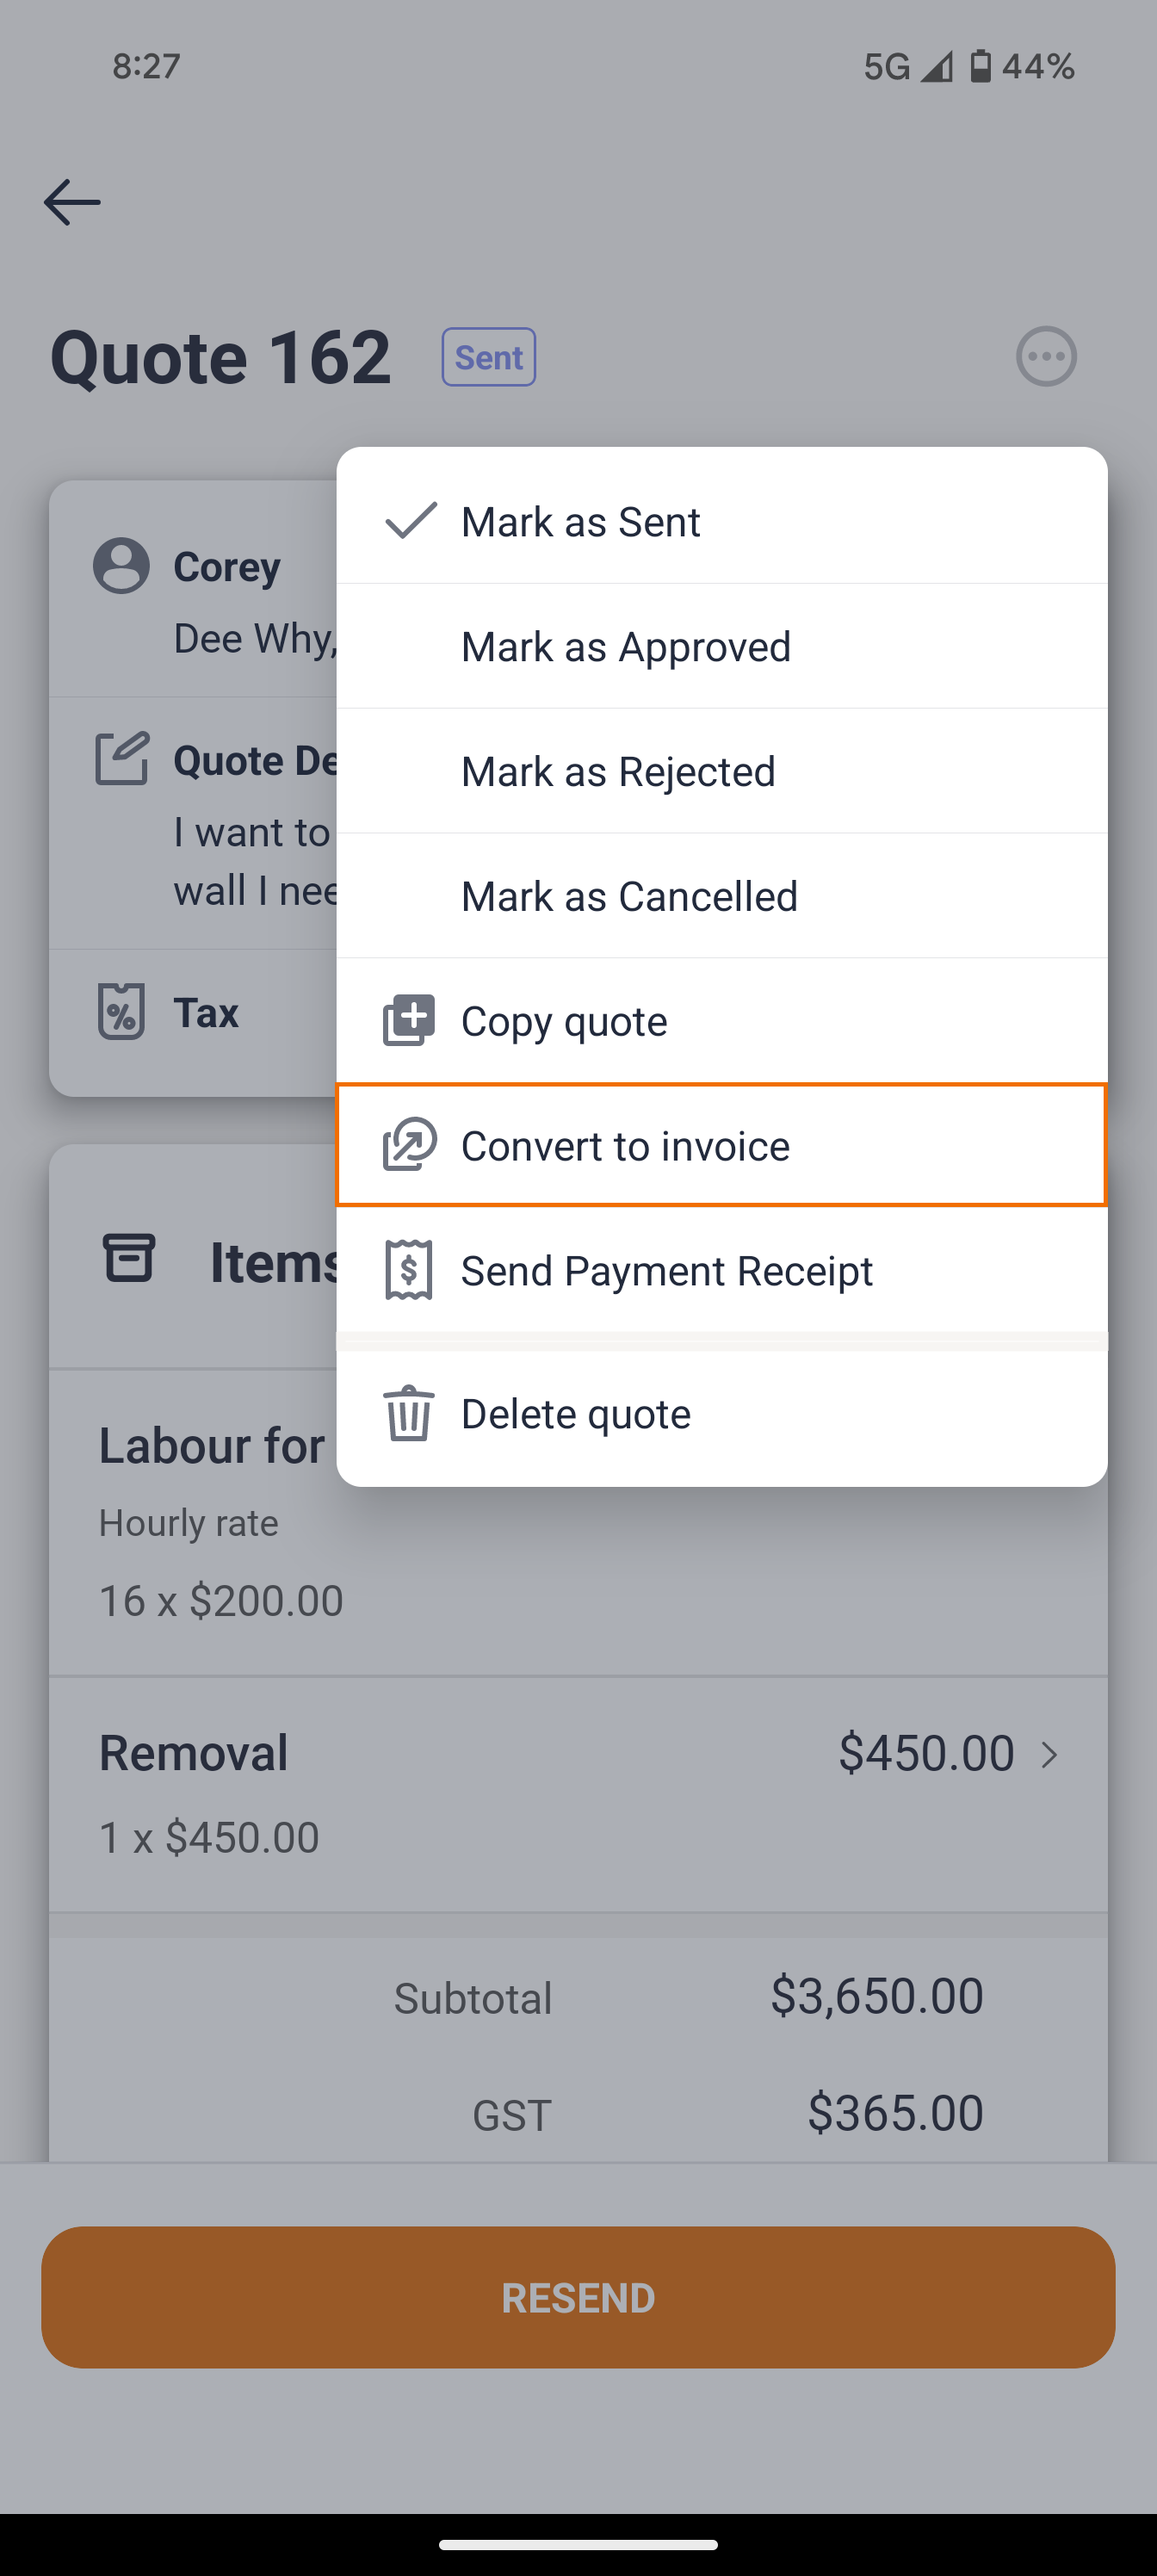 8:27 5G 44%
Quote 162 Sent
Mark as Sent
Mark as Approved
Mark as Rejected
Mark as Cancelled
Copy quote
Convert to invoice
Send Payment Receipt
Delete quote
Corey
Dee Why,
Quote De
I want to
wall I nee
Tax
Items
Labour for
Hourly rate
16 x $200.00
Removal $450.00
1 x $450.00
Subtotal $3,650.00
GST $365.00
RESEND